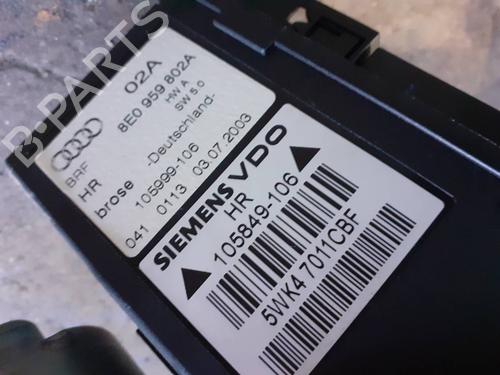 02A
8E0 959 802A
HW A
SW 5.0
BRF
HR
brose
-Deutschland-
105999-106
041 0113 03.07.2003
SIEMENS VDO
HR
105849-106
5WK4 7011CBF
B-PARTS